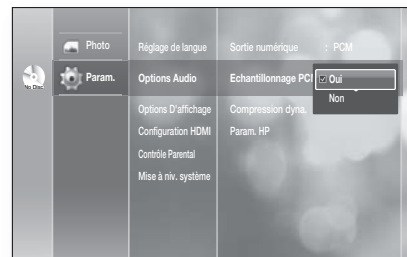 No Disc
Photo
Param.
Réglage de langue
Options Audio
Options D'affichage
Configuration HDMI
Contrôle Parental
Mise à niv. système
Sortie numérique : PCM
Echantillonnage PCM
Compression dyna.
Param. HP
Oui
Non